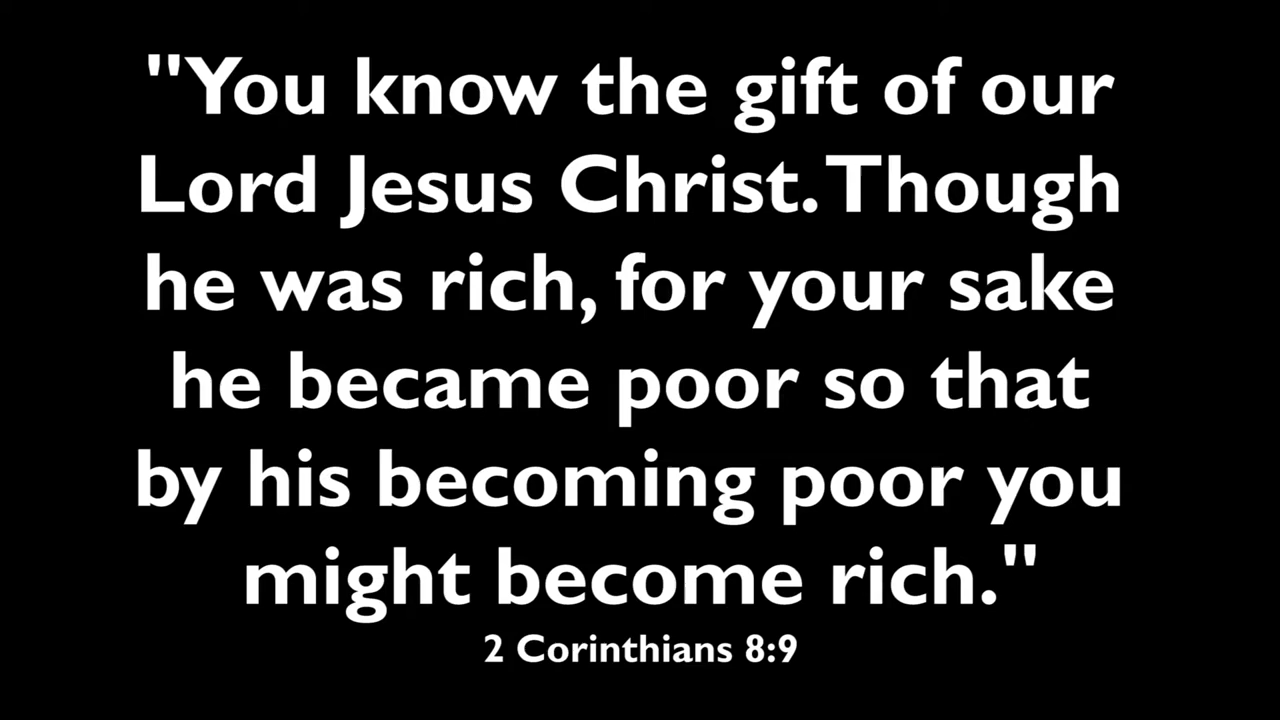 "You know the gift of our
Lord Jesus Christ. Though
he was rich, for your sake
he became poor so that
by his becoming poor you
might become rich."
2 Corinthians 8:9